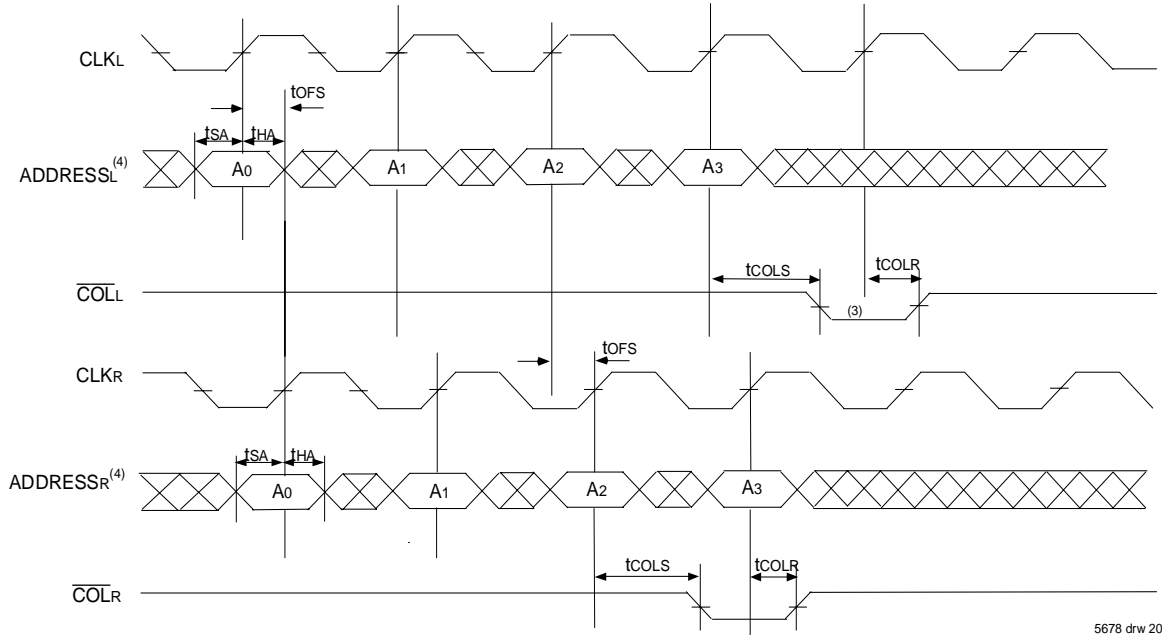 CLKL
tOFS
tSA tHA
ADDRESSL(4)
A0 A1 A2 A3
tCOLS tCOLR
COLL
(3)
tOFS
CLKR
tSA tHA
ADDRESSR(4)
A0 A1 A2 A3
tCOLS tCOLR
COLR
5678 drw 20